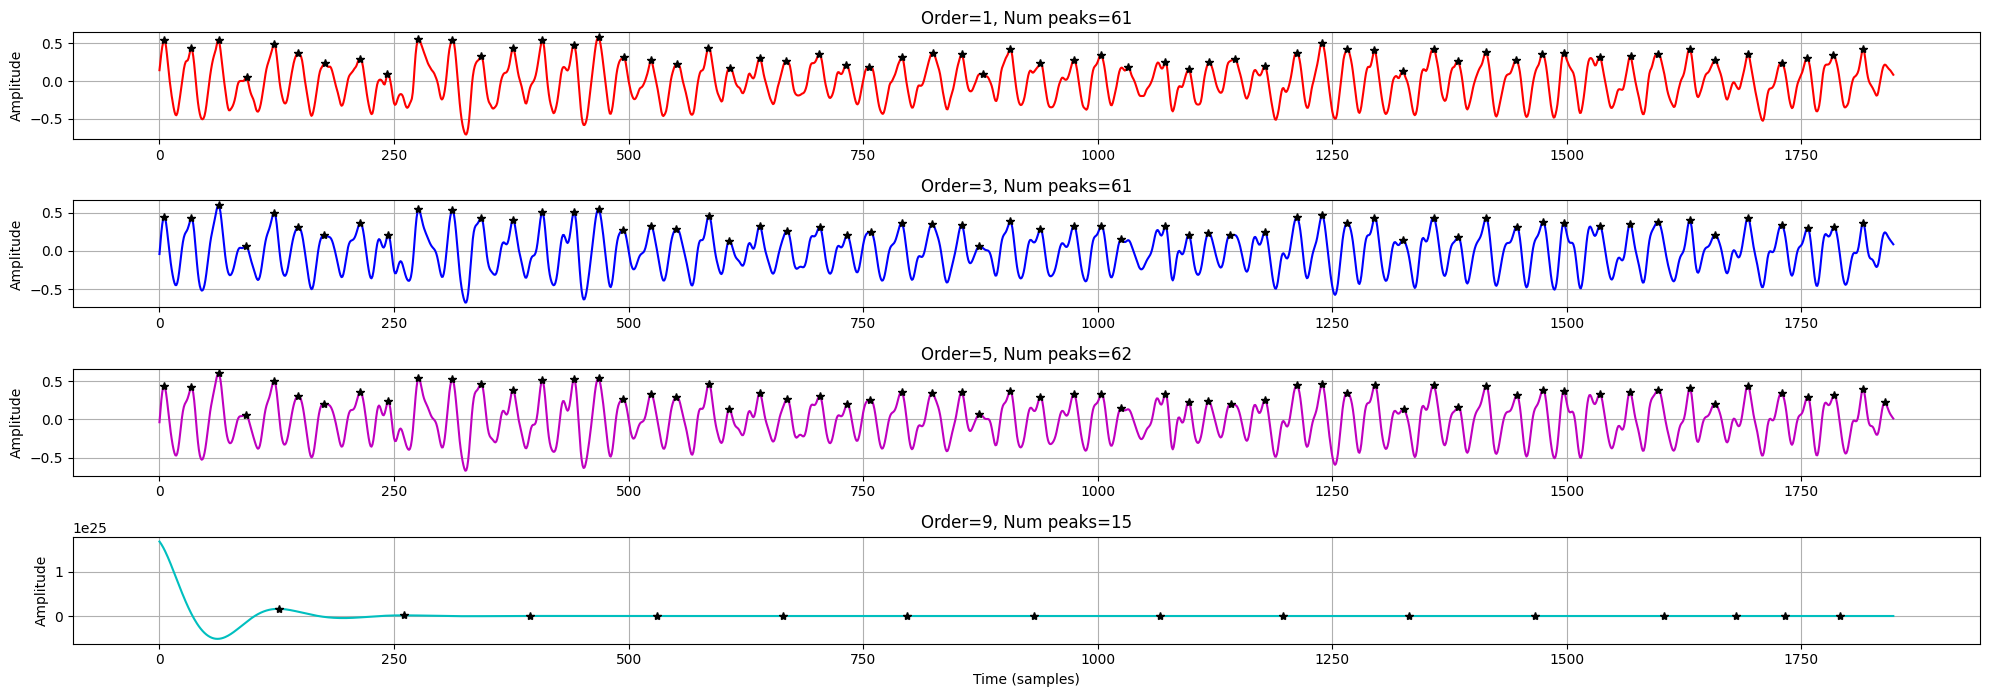 Order=1, Num peaks=61
Amplitude
0.5
0.0
−0.5
0 250 500 750 1000 1250 1500 1750
Order=3, Num peaks=61
Amplitude
0.5
0.0
−0.5
0 250 500 750 1000 1250 1500 1750
Order=5, Num peaks=62
Amplitude
0.5
0.0
−0.5
0 250 500 750 1000 1250 1500 1750
Order=9, Num peaks=15
1e25
Amplitude
1
0
0 250 500 750 1000 1250 1500 1750
Time (samples)